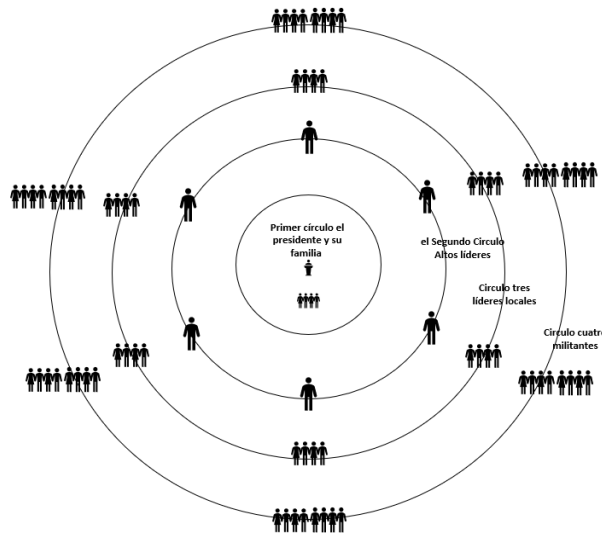 Primer círculo el
presidente y su
familia
el Segundo Circulo
Altos líderes
Circulo tres
líderes locales
Circulo cuatro
militantes